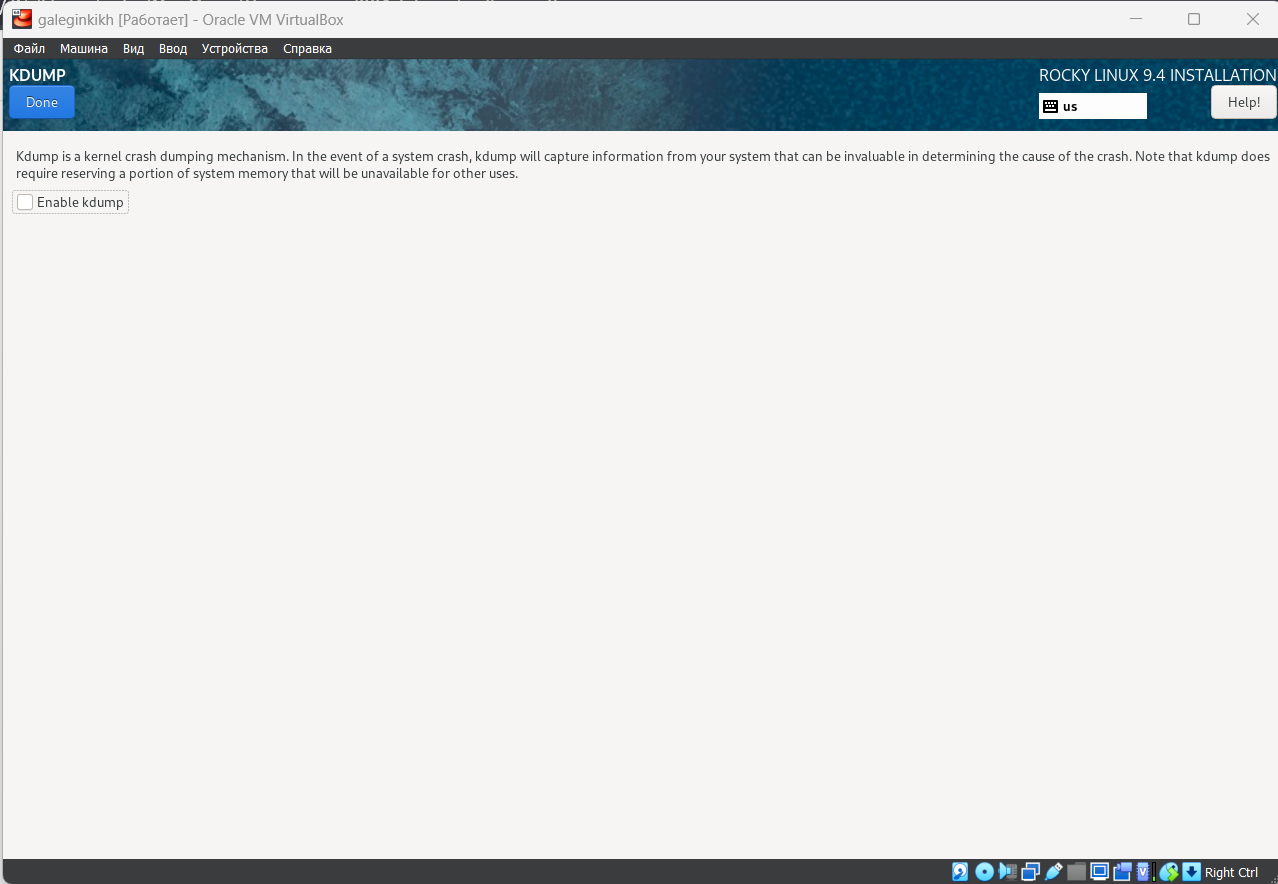 galeginkikh [Работает] - Oracle VM VirtualBox
Файл Машина Вид Ввод Устройства Справка
KDUMP
ROCKY LINUX 9.4 INSTALLATION
Done
us
Help!
Kdump is a kernel crash dumping mechanism. In the event of a system crash, kdump will capture information from your system that can be invaluable in determining the cause of the crash. Note that kdump does
require reserving a portion of system memory that will be unavailable for other uses.
Enable kdump
Right Ctrl